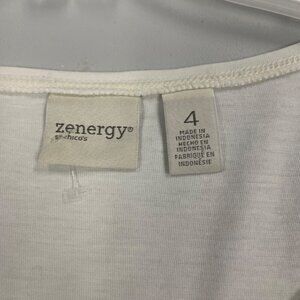 zenergy®
by chico's
4
MADE IN
INDONESIA
HECHO EN
INDONESIA
FABRIQUÉ EN
INDONÉSIE